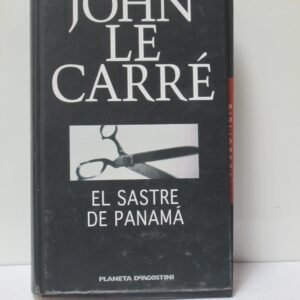 JOHN
LE
CARRÉ
EL SASTRE
DE PANAMÁ
PLANETA DEAGOSTINI